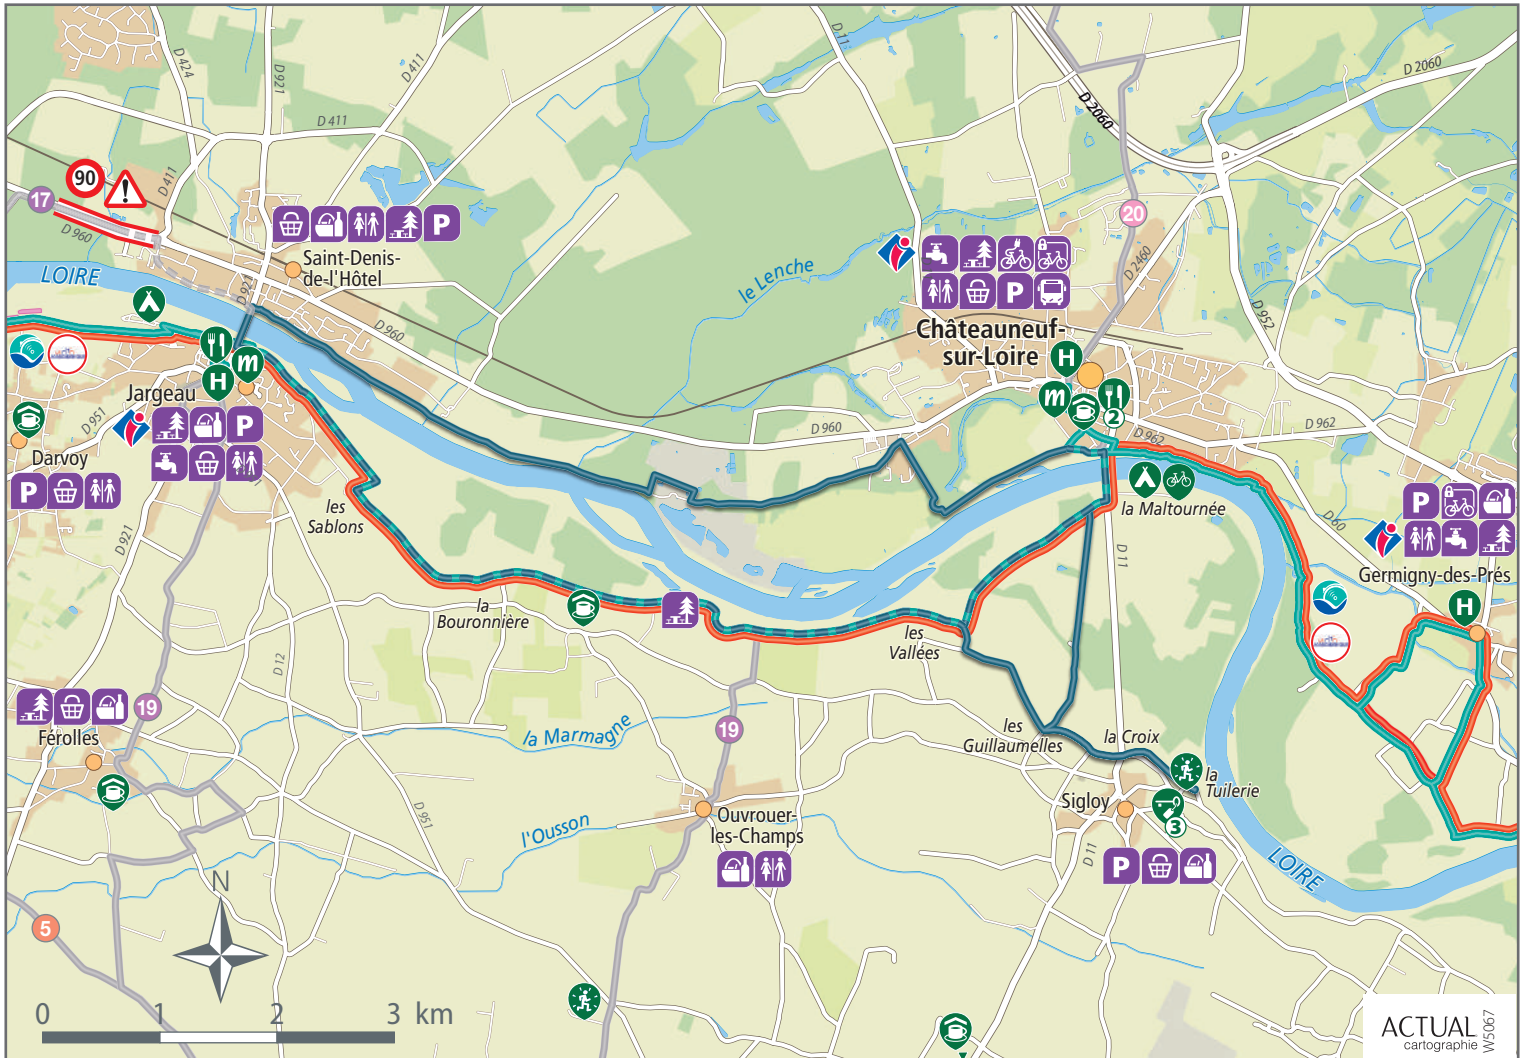 D 424
D 921
D 411
D 411
D 411
D 11
D 2060
D 2060
90
!
17
D 960
Saint-Denis-
de-l'Hôtel
P
LOIRE
D 921
D 960
le Lenche
20
D 2460
D 952
P
Châteauneuf-
sur-Loire
H
m
2
m
H
Jargeau
D 951
P
Darvoy
P
D 921
les
Sablons
D 960
D 962
D 962
la Maltournée
D 60
P
Germigny-des-Prés
H
D 11
la
Bouronnière
les
Vallées
D 12
19
Férolles
la Marmagne
19
les
Guillaumelles
la Croix
la
Tuilerie
Sigloy
3
D 951
l'Ousson
Ouvrouer-
les-Champs
D 11
P
LOIRE
N
5
0 1 2 3 km
ACTUAL
cartographie
W5067